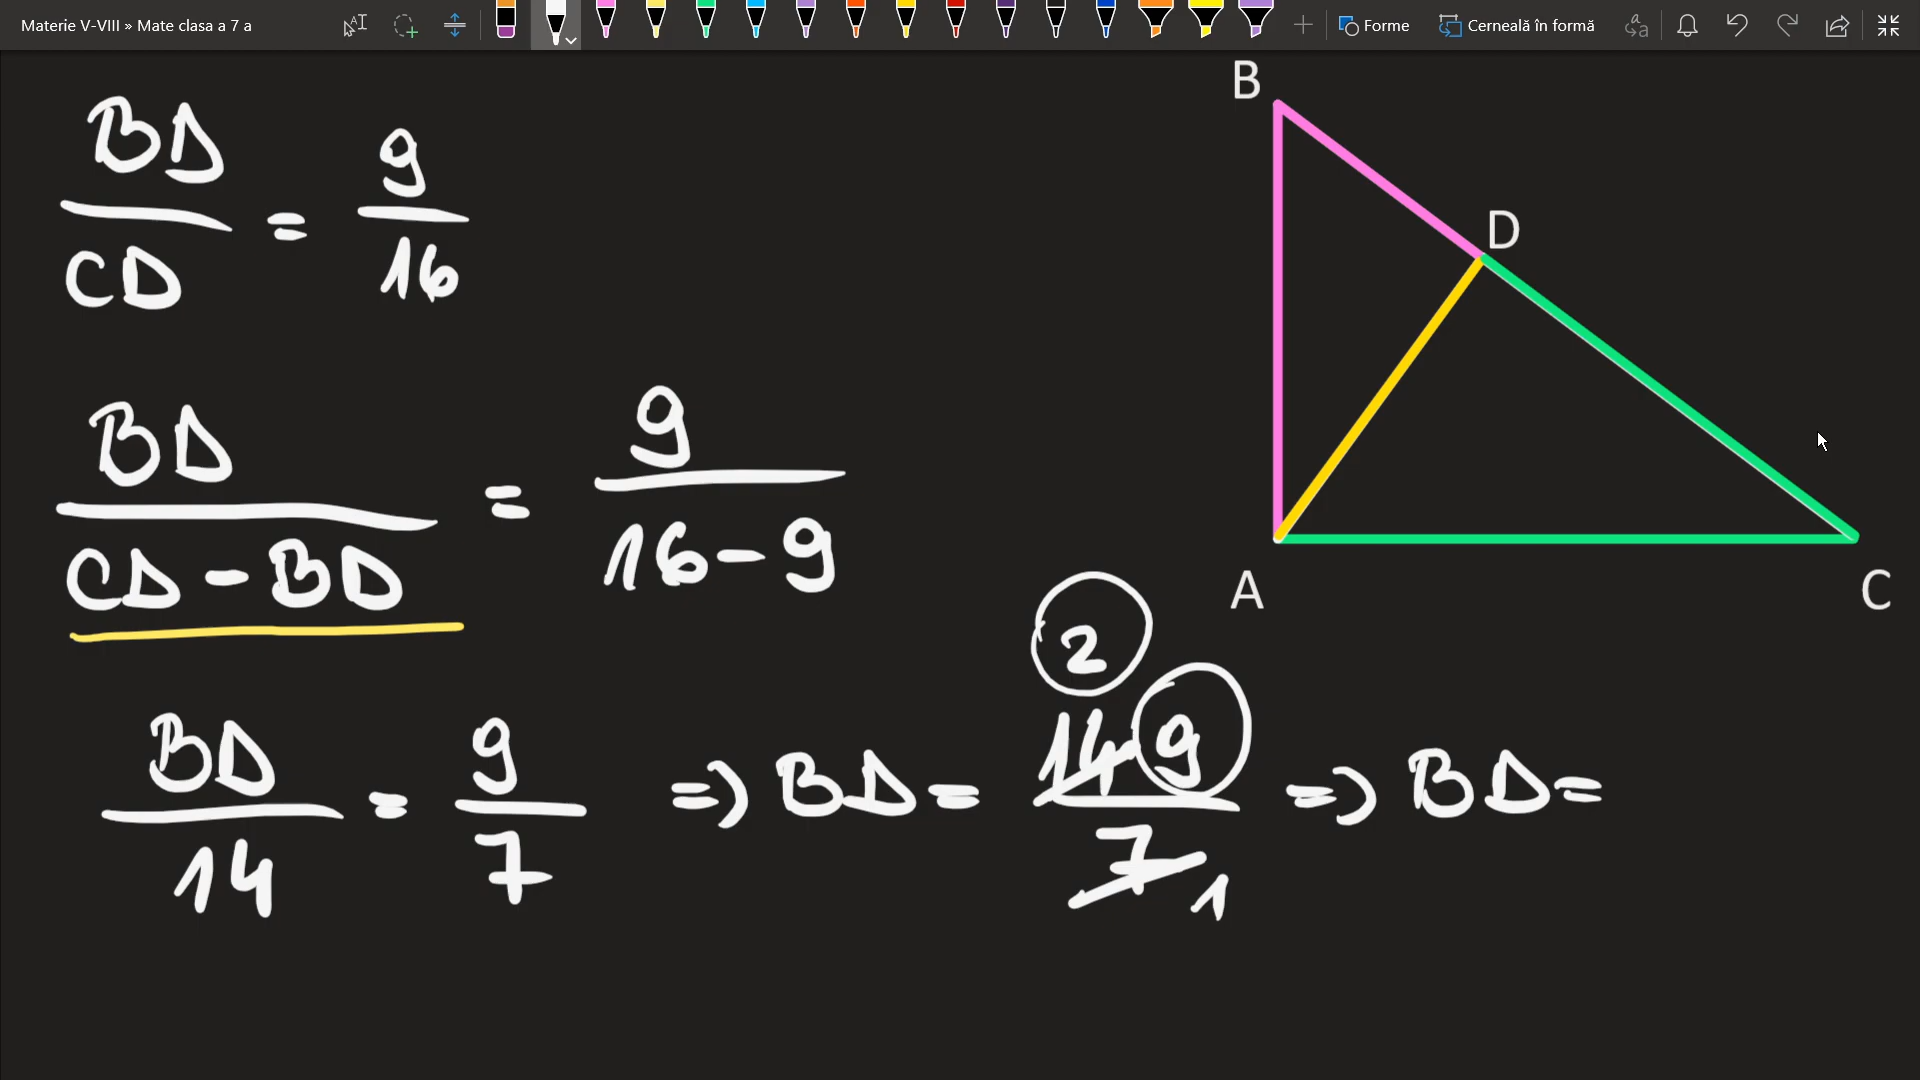 Materie V-VIII » Mate clasa a 7 a
Forme
Cerneală în formă
BD/CD = 9/16
BD/(CD - BD) = 9/(16 - 9)
BD/14 = 9/7 => BD = 14·9/7 => BD =
2
1
B
D
A
C